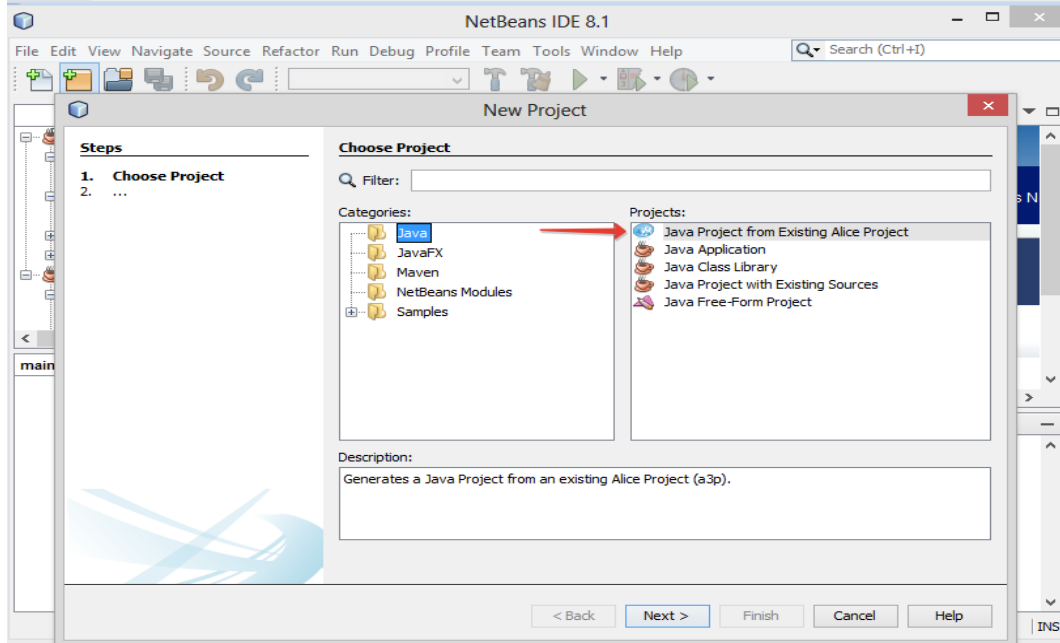 NetBeans IDE 8.1
File Edit View Navigate Source Refactor Run Debug Profile Team Tools Window Help
Search (Ctrl+I)
New Project
Steps
1. Choose Project
2. ...
Choose Project
Filter:
Categories:
Java
JavaFX
Maven
NetBeans Modules
Samples
Projects:
Java Project from Existing Alice Project
Java Application
Java Class Library
Java Project with Existing Sources
Java Free-Form Project
s N
main
Description:
Generates a Java Project from an existing Alice Project (a3p).
< Back Next > Finish Cancel Help
INS